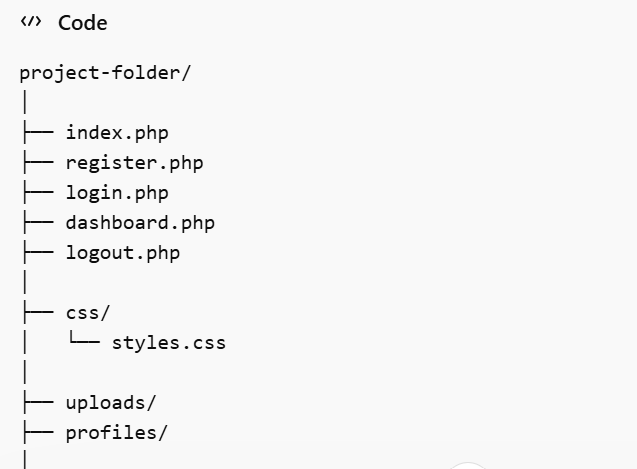 </> Code
project-folder/
│
├── index.php
├── register.php
├── login.php
├── dashboard.php
├── logout.php
│
├── css/
│   └── styles.css
│
├── uploads/
├── profiles/
│